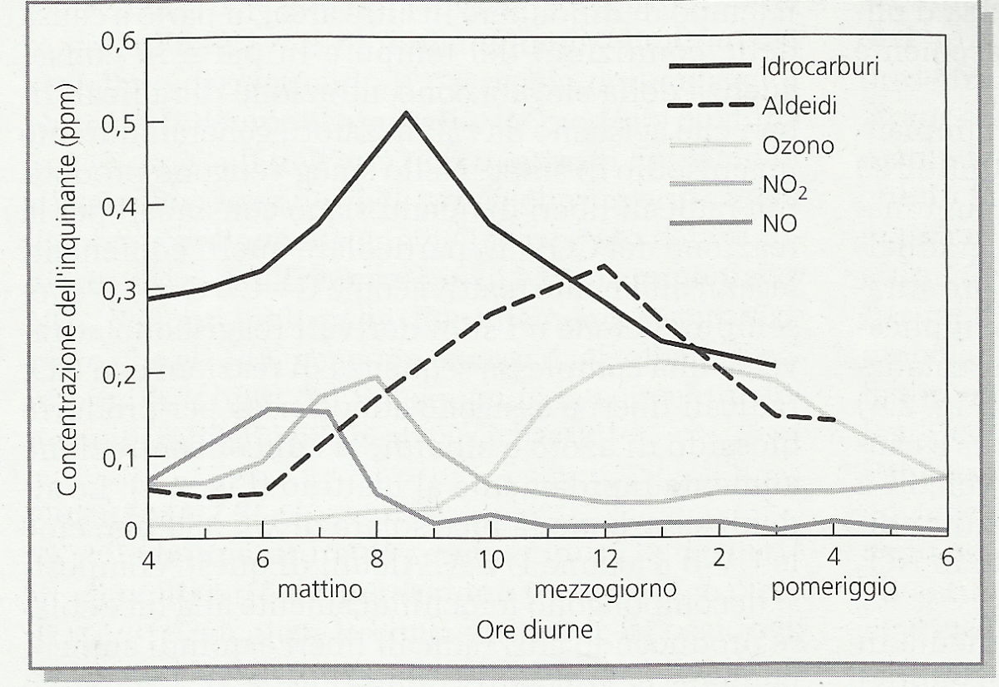 Concentrazione dell'inquinante (ppm)
0,6
0,5
0,4
0,3
0,2
0,1
0
Idrocarburi
Aldeidi
Ozono
NO₂
NO
4 6 8 10 12 2 4 6
mattino mezzogiorno pomeriggio
Ore diurne